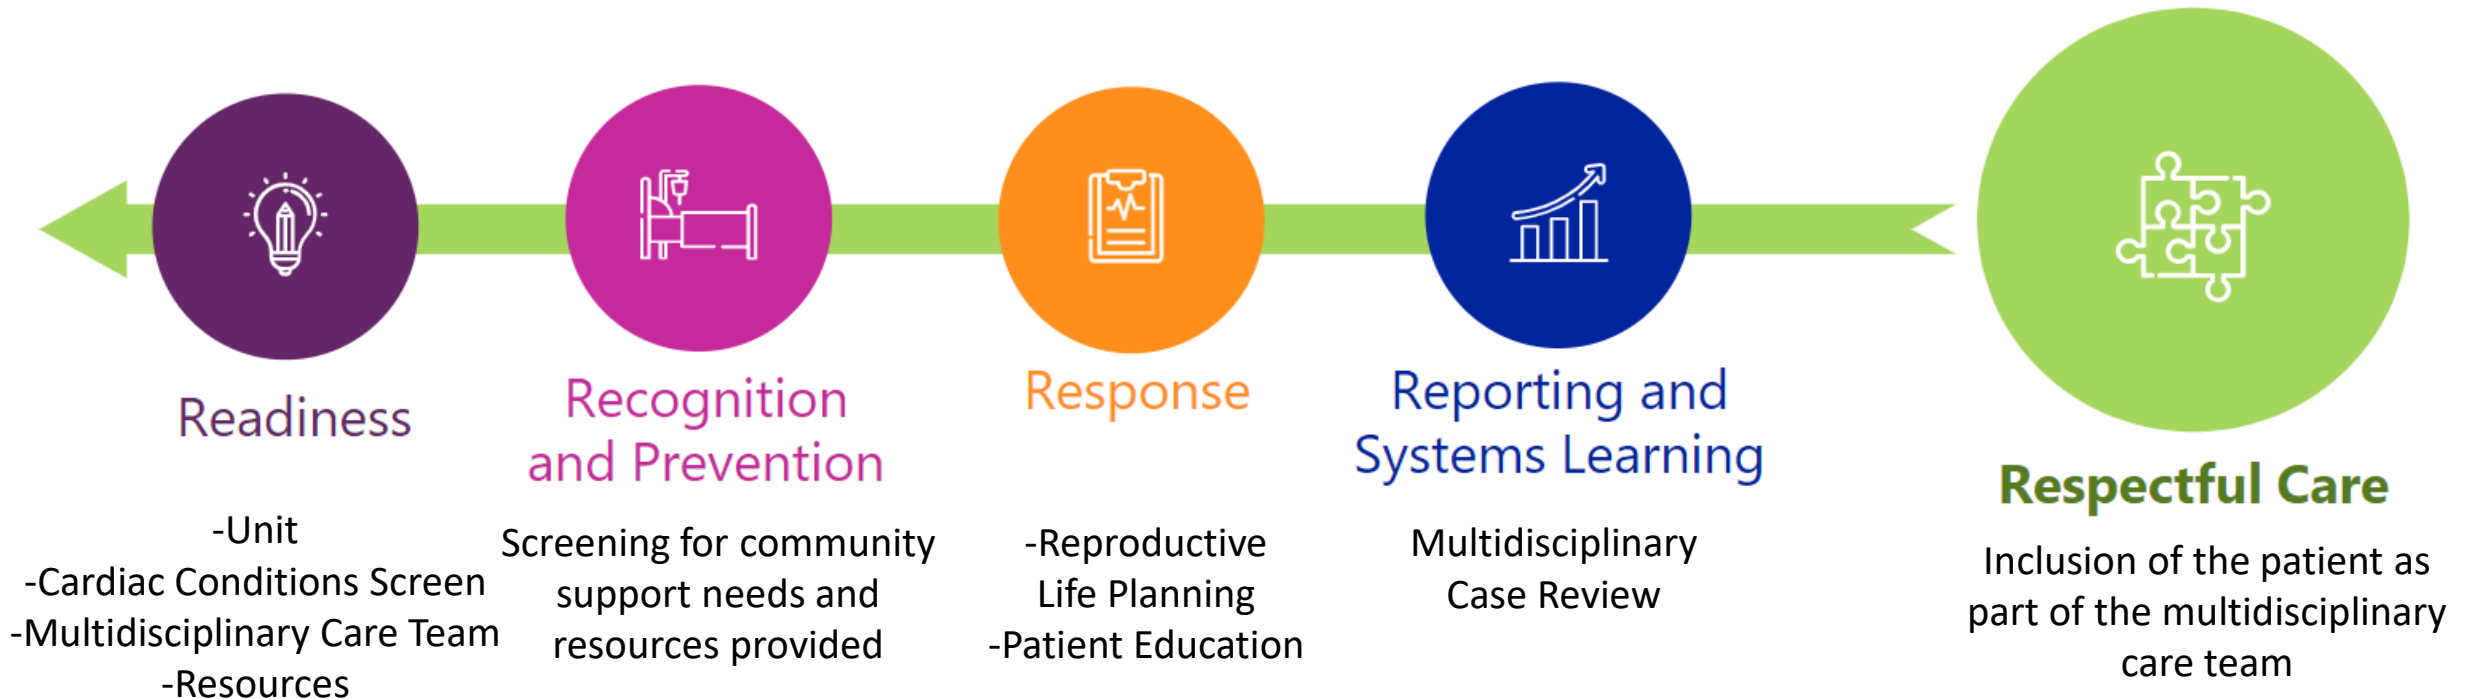 Readiness
-Unit
-Cardiac Conditions Screen
-Multidisciplinary Care Team
-Resources
Recognition
and Prevention
Screening for community
support needs and
resources provided
Response
-Reproductive
Life Planning
-Patient Education
Reporting and
Systems Learning
Multidisciplinary
Case Review
Respectful Care
Inclusion of the patient as
part of the multidisciplinary
care team